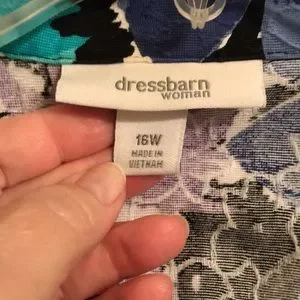 dressbarn
woman
16W
MADE IN
VIETNAM